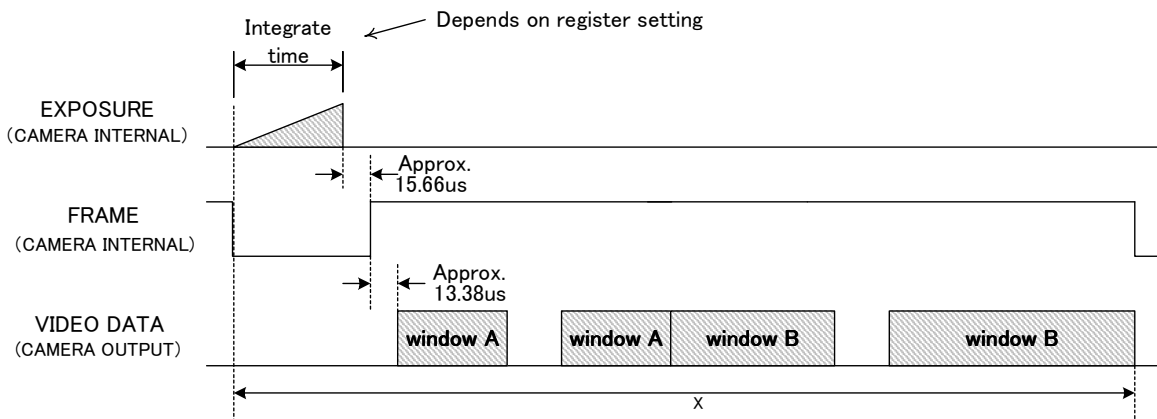 Integrate
time
Depends on register setting
EXPOSURE
(CAMERA INTERNAL)
Approx.
15.66us
FRAME
(CAMERA INTERNAL)
Approx.
13.38us
VIDEO DATA
(CAMERA OUTPUT)
window A
window A
window B
window B
X